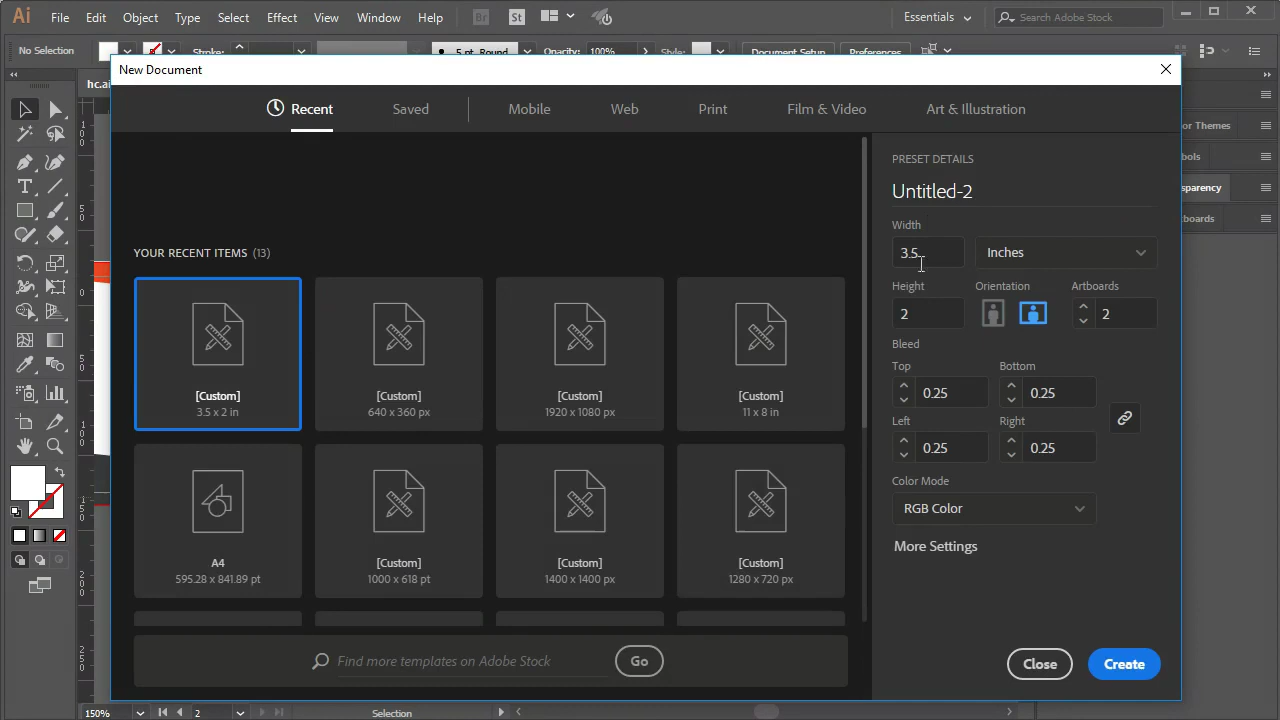 Ai File Edit Object Type Select Effect View Window Help Br St Essentials Search Adobe Stock
No Selection Stroke: 5 pt. Round Opacity: 100% Style: Document Setup Preferences
hc.ai
New Document
Recent Saved Mobile Web Print Film & Video Art & Illustration
YOUR RECENT ITEMS (13)
[Custom]
3.5 x 2 in
[Custom]
640 x 360 px
[Custom]
1920 x 1080 px
[Custom]
11 x 8 in
A4
595.28 x 841.89 pt
[Custom]
1000 x 618 pt
[Custom]
1400 x 1400 px
[Custom]
1280 x 720 px
Find more templates on Adobe Stock Go
PRESET DETAILS
Untitled-2
Width
3.5 Inches
Height Orientation Artboards
2 2
Bleed
Top Bottom
0.25 0.25
Left Right
0.25 0.25
Color Mode
RGB Color
More Settings
Close Create
or Themes
bols
sparency
boards
150% 2 Selection